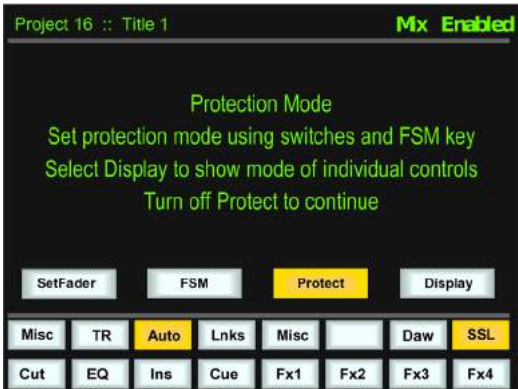 Project 16 :: Title 1 Mix Enabled
Protection Mode
Set protection mode using switches and FSM key
Select Display to show mode of individual controls
Turn off Protect to continue
SetFader FSM Protect Display
Misc TR Auto Lnks Misc Daw SSL
Cut EQ Ins Cue Fx1 Fx2 Fx3 Fx4